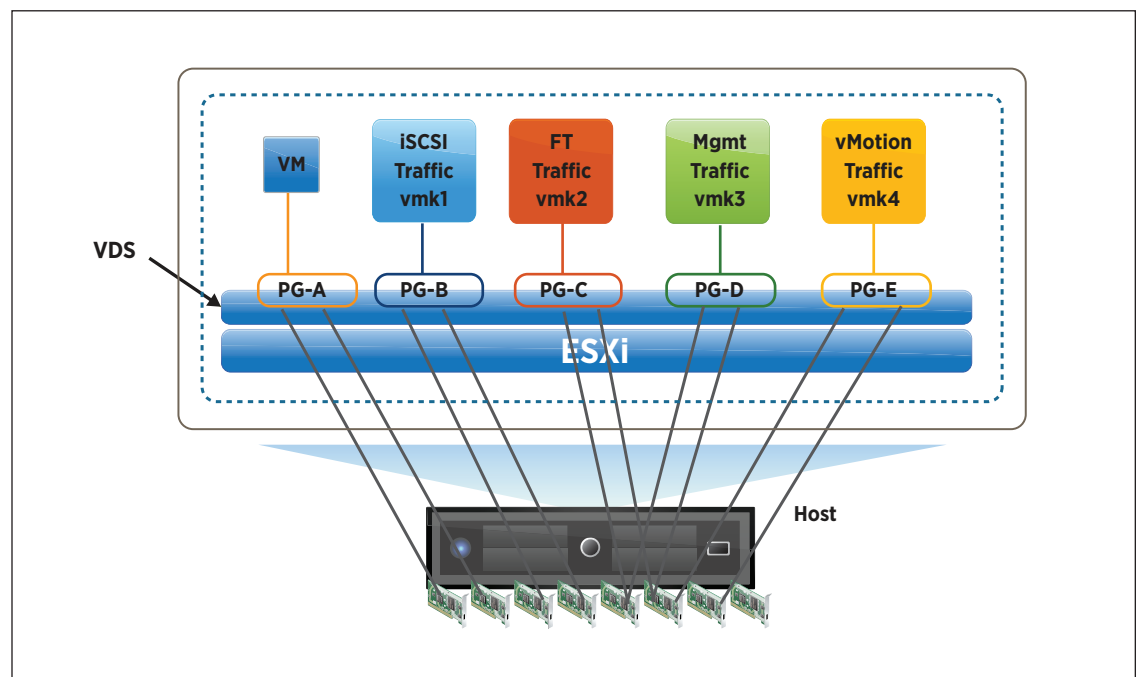 VM
iSCSI
Traffic
vmk1
FT
Traffic
vmk2
Mgmt
Traffic
vmk3
vMotion
Traffic
vmk4
VDS
PG-A
PG-B
PG-C
PG-D
PG-E
ESXi
Host